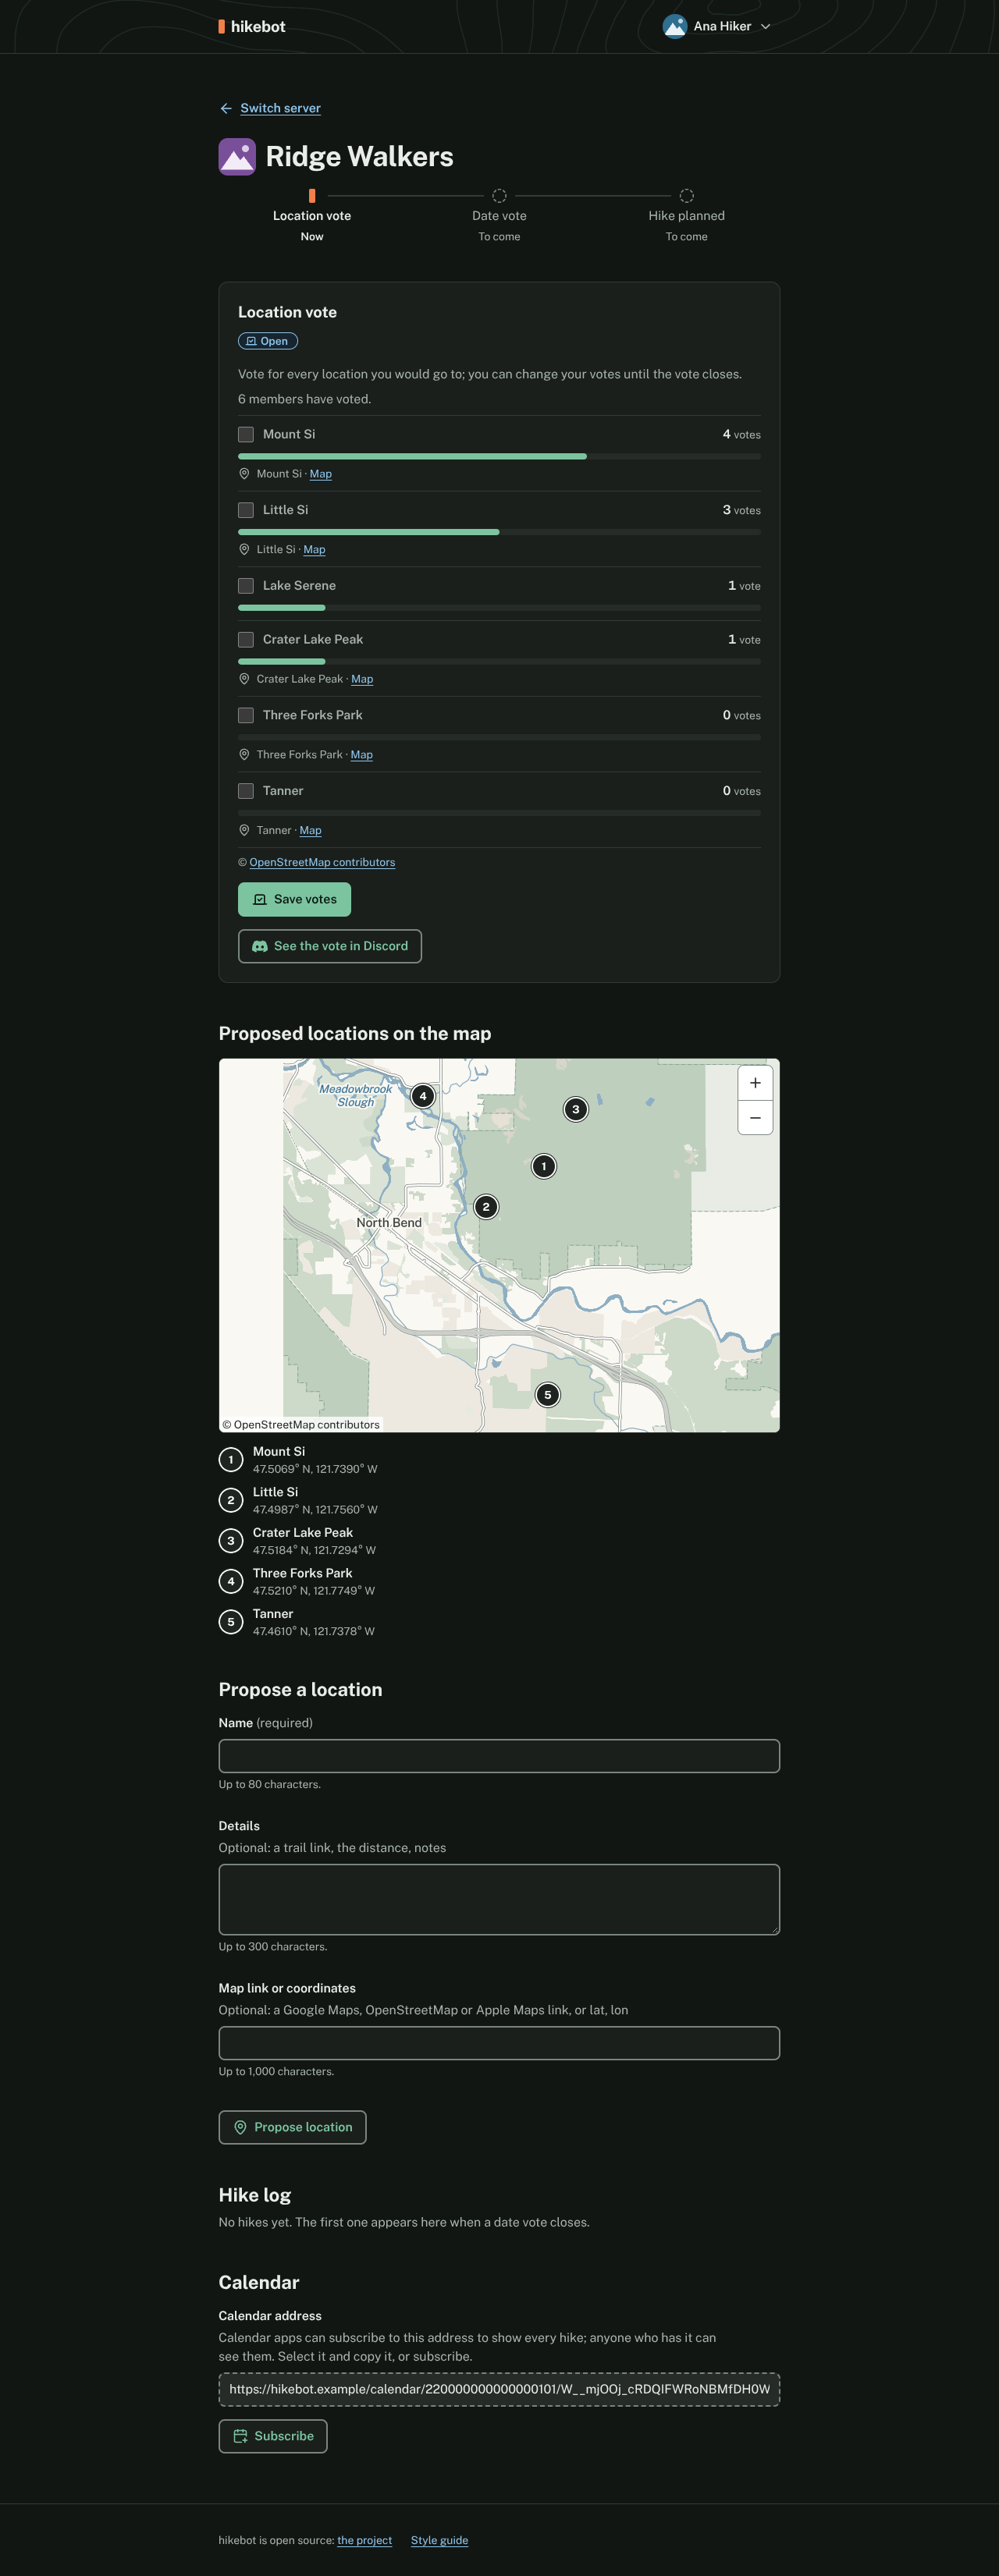 hikebot
Ana Hiker
Switch server
Ridge Walkers
Location vote
Now
Date vote
To come
Hike planned
To come
Location vote
Open
Vote for every location you would go to; you can change your votes until the vote closes.
6 members have voted.
Mount Si
4 votes
Mount Si · Map
Little Si
3 votes
Little Si · Map
Lake Serene
1 vote
Crater Lake Peak
1 vote
Crater Lake Peak · Map
Three Forks Park
0 votes
Three Forks Park · Map
Tanner
0 votes
Tanner · Map
© OpenStreetMap contributors
Save votes
See the vote in Discord
Proposed locations on the map
Meadowbrook
Slough
4
3
1
2
North Bend
5
+
−
© OpenStreetMap contributors
1 Mount Si
47.5069° N, 121.7390° W
2 Little Si
47.4987° N, 121.7560° W
3 Crater Lake Peak
47.5184° N, 121.7294° W
4 Three Forks Park
47.5210° N, 121.7749° W
5 Tanner
47.4610° N, 121.7378° W
Propose a location
Name (required)
Up to 80 characters.
Details
Optional: a trail link, the distance, notes
Up to 300 characters.
Map link or coordinates
Optional: a Google Maps, OpenStreetMap or Apple Maps link, or lat, lon
Up to 1,000 characters.
Propose location
Hike log
No hikes yet. The first one appears here when a date vote closes.
Calendar
Calendar address
Calendar apps can subscribe to this address to show every hike; anyone who has it can
see them. Select it and copy it, or subscribe.
https://hikebot.example/calendar/220000000000000101/W__mjOOj_cRDQIFWRoNBMfDH0W
Subscribe
hikebot is open source: the project
Style guide